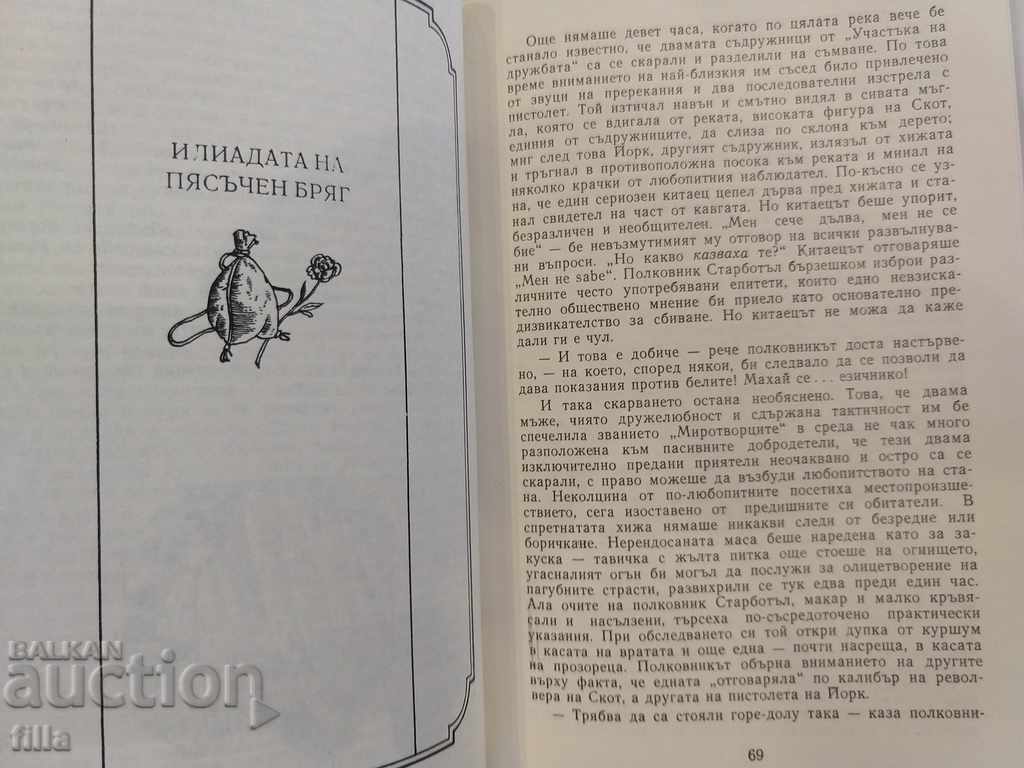 И ЛИАДАТА НА
ПЯСЪЧЕН БРЯГ
Още нямаше девет часа, когато по цялата река вече бе
станало известно, че двамата съдружници от „Участъка на
дружбата“ са се скарали и разделили на съмване. По това
време вниманието на най-близкия им съсед било привлечено
от звуци на пререкания и два последователни изстрела с
пистолет. Той изтичал навън и смътно видял в сивата мъг-
ла, която се вдигала от реката, високата фигура на Скот,
единия от съдружниците, да слиза по склона към дерето;
миг след това Йорк, другият съдружник, излязъл от хижата
и тръгнал в противоположна посока към реката и минал на
няколко крачки от любопитния наблюдател. По-късно се уз-
на, че един сериозен китаец цепел дърва пред хижата и ста-
нал свидетел на част от кавгата. Но китаецът беше упорит,
безразличен и необщителен. „Мен сече дълва, мен не се
бие“ — бе невъзмутимият му отговор на всички развълнува-
ни въпроси. „Но какво казваха те?“ Китаецът отговаряше
„Мен не sabe“. Полковник Старботъл бързешком изброи раз-
личните често употребявани епитети, които едно невзиска-
телно обществено мнение би приело като основателно пре-
дизвикателство за сбиване. Но китаецът не можа да каже
дали ги е чул.
— И това е добиче — рече полковникът доста настърве-
но, — на което, според някои, би следвало да се позволи да
дава показания против белите! Махай се... езичнико!
И така скарването остана необяснено. Това, че двама
мъже, чиято дружелюбност и сдържана тактичност им бе
спечелила званието „Миротворците“ в среда не чак много
разположена към пасивните добродетели, че тези двама
изключително предани приятели неочаквано и остро са се
скарали, с право можеше да възбуди любопитството на ста-
на. Неколцина от по-любопитните посетиха местопроизше-
ствието, сега изоставено от предишните си обитатели. В
спретнатата хижа нямаше никакви следи от безредие или
боричкане. Нерендосаната маса беше наредена като за за-
куска — тавичка с жълта питка още стоеше на огнището,
угасналият огън би могъл да послужи за олицетворение на
пагубните страсти, развихрили се тук едва преди един час.
Ала очите на полковник Старботъл, макар и малко кръвя-
сали и насълзени, търсеха по-съсредоточено практически
указания. При обследването си той откри дупка от куршум
в касата на вратата и още една — почти насреща, в касата
на прозореца. Полковникът обърна вниманието на другите
върху факта, че едната „отговаряла“ по калибър на револ-
вера на Скот, а другата на пистолета на Йорк.
— Трябва да са стояли горе-долу така — каза полковни-
69
BALKAN
auction
filla